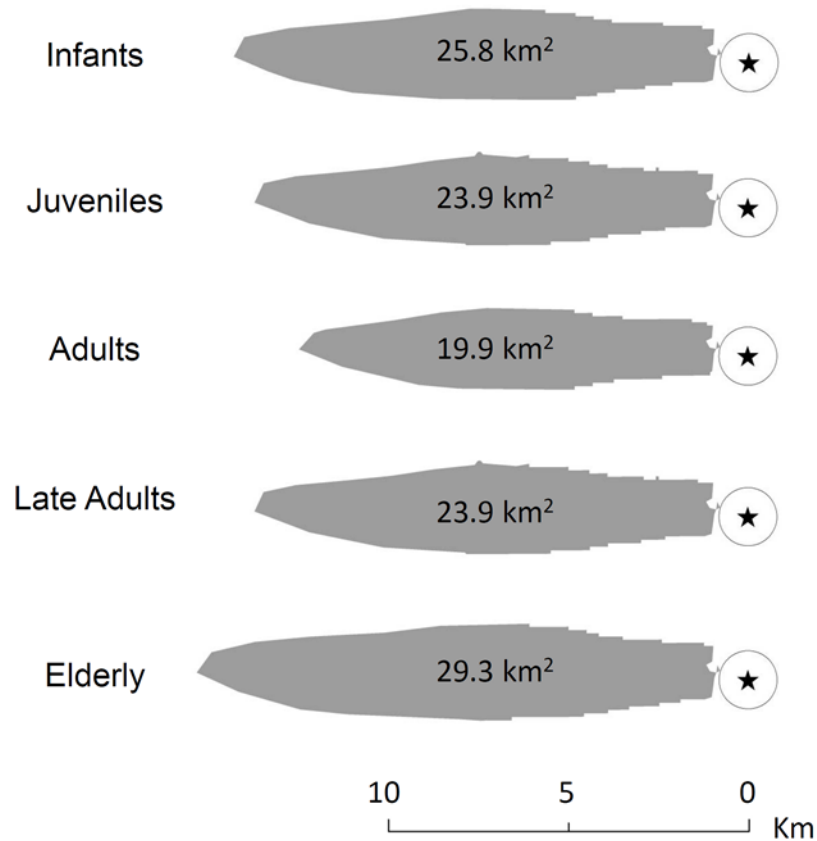 Infants 25.8 km²
Juveniles 23.9 km²
Adults 19.9 km²
Late Adults 23.9 km²
Elderly 29.3 km²
10 5 0
Km